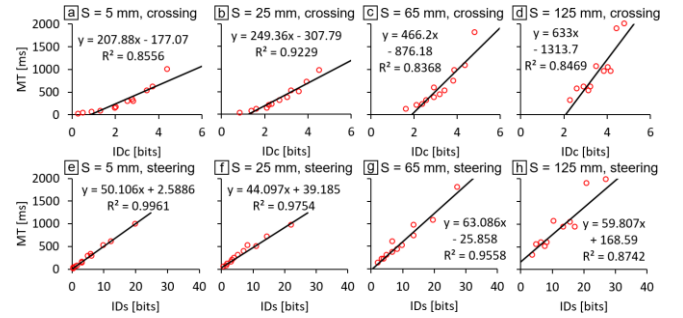 a S = 5 mm, crossing
b S = 25 mm, crossing
c S = 65 mm, crossing
d S = 125 mm, crossing
MT [ms]
2000
1500
1000
500
0
y = 207.88x - 177.07
R² = 0.8556
0 2 4 6
IDc [bits]
y = 249.36x - 307.79
R² = 0.9229
0 2 4 6
IDc [bits]
y = 466.2x
- 876.18
R² = 0.8368
0 2 4 6
IDc [bits]
y = 633x
- 1313.7
R² = 0.8469
0 2 4 6
IDc [bits]
e S = 5 mm, steering
f S = 25 mm, steering
g S = 65 mm, steering
h S = 125 mm, steering
MT [ms]
2000
1500
1000
500
0
y = 50.106x + 2.5886
R² = 0.9961
0 10 20 30 40
IDs [bits]
y = 44.097x + 39.185
R² = 0.9754
0 10 20 30 40
IDs [bits]
y = 63.086x
- 25.858
R² = 0.9558
0 20 40
IDs [bits]
y = 59.807x
+ 168.59
R² = 0.8742
0 20 40
IDs [bits]